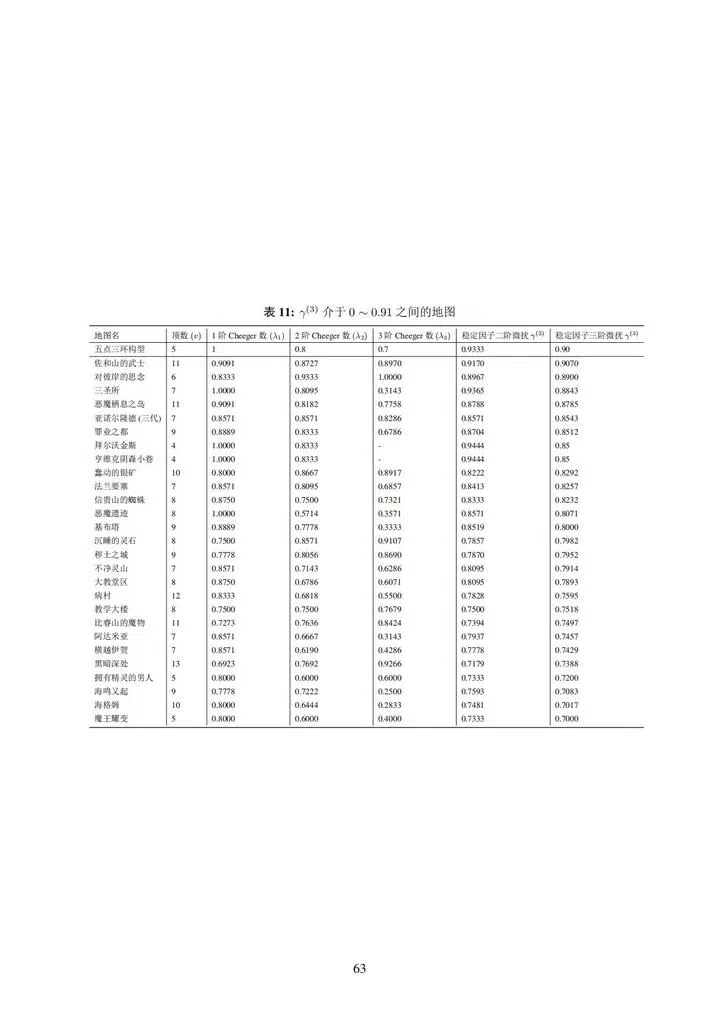 表 11: γ(3) 介于 0 ∼ 0.91 之间的地图
地图名 顶数 (v) 1 阶 Cheeger 数 (λ1) 2 阶 Cheeger 数 (λ2) 3 阶 Cheeger 数 (λ3) 稳定因子二阶微扰 γ(2) 稳定因子三阶微扰 γ(3)
五点三环构型 5 1 0.8 0.7 0.9333 0.90
佐和山的武士 11 0.9091 0.8727 0.8970 0.9170 0.9070
对彼岸的思念 6 0.8333 0.9333 1.0000 0.8967 0.8900
三圣所 7 1.0000 0.8095 0.3143 0.9365 0.8843
恶魔栖息之岛 11 0.9091 0.8182 0.7758 0.8788 0.8785
亚诺尔隆德 (三代) 7 0.8571 0.8571 0.8286 0.8571 0.8543
罪业之都 9 0.8889 0.8333 0.6786 0.8704 0.8512
拜尔沃金斯 4 1.0000 0.8333 - 0.9444 0.85
亨维克阴森小巷 4 1.0000 0.8333 - 0.9444 0.85
蠢动的银矿 10 0.8000 0.8667 0.8917 0.8222 0.8292
法兰要塞 7 0.8571 0.8095 0.6857 0.8413 0.8257
信贵山的蜘蛛 8 0.8750 0.7500 0.7321 0.8333 0.8232
恶魔遗迹 8 1.0000 0.5714 0.3571 0.8571 0.8071
基布塔 9 0.8889 0.7778 0.3333 0.8519 0.8000
沉睡的灵石 8 0.7500 0.8571 0.9107 0.7857 0.7982
秽土之城 9 0.7778 0.8056 0.8690 0.7870 0.7952
不净灵山 7 0.8571 0.7143 0.6286 0.8095 0.7914
大教堂区 8 0.8750 0.6786 0.6071 0.8095 0.7893
病村 12 0.8333 0.6818 0.5500 0.7828 0.7595
教学大楼 8 0.7500 0.7500 0.7679 0.7500 0.7518
比睿山的魔物 11 0.7273 0.7636 0.8424 0.7394 0.7497
阿达米亚 7 0.8571 0.6667 0.3143 0.7937 0.7457
横越伊贺 7 0.8571 0.6190 0.4286 0.7778 0.7429
黑暗深处 13 0.6923 0.7692 0.9266 0.7179 0.7388
拥有精灵的男人 5 0.8000 0.6000 0.6000 0.7333 0.7200
海鸣又起 9 0.7778 0.7222 0.2500 0.7593 0.7083
海格姆 10 0.8000 0.6444 0.2833 0.7481 0.7017
魔王耀变 5 0.8000 0.6000 0.4000 0.7333 0.7000
63